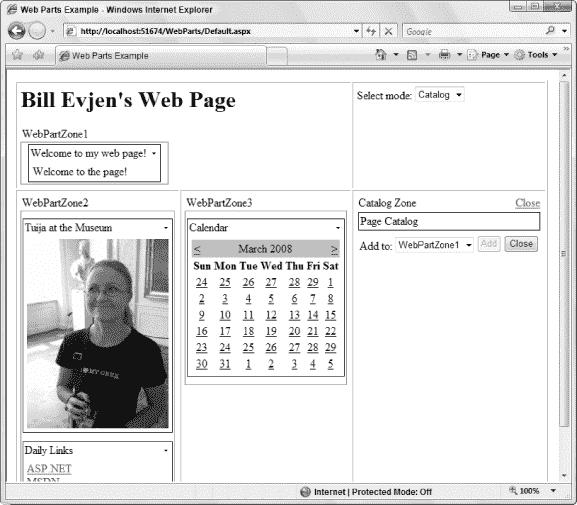 Web Parts Example - Windows Internet Explorer
http://localhost:51674/WebParts/Default.aspx
Google
Web Parts Example
Page
Tools
Bill Evjen's Web Page
Select mode: Catalog
WebPartZone1
Welcome to my web page!
Welcome to the page!
WebPartZone2
Tuija at the Museum
I ♥ MY GEEK
Daily Links
ASP.NET
MSDN
WebPartZone3
Calendar
< March 2008 >
Sun Mon Tue Wed Thu Fri Sat
24 25 26 27 28 29 1
2 3 4 5 6 7 8
9 10 11 12 13 14 15
16 17 18 19 20 21 22
23 24 25 26 27 28 29
30 31 1 2 3 4 5
Catalog Zone Close
Page Catalog
Add to: WebPartZone1 Add Close
Internet | Protected Mode: Off
100%